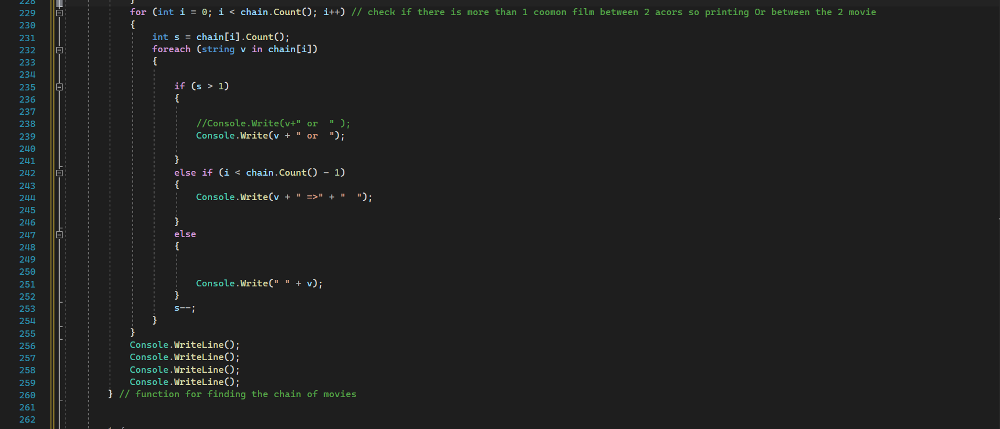 228 }
229 for (int i = 0; i < chain.Count(); i++) // check if there is more than 1 coomon film between 2 acors so printing Or between the 2 movie
230 {
231 int s = chain[i].Count();
232 foreach (string v in chain[i])
233 {
234
235 if (s > 1)
236 {
237
238 //Console.Write(v+" or  " );
239 Console.Write(v + " or  ");
240
241 }
242 else if (i < chain.Count() - 1)
243 {
244 Console.Write(v + " =>" + "  ");
245
246 }
247 else
248 {
249
250
251 Console.Write(" " + v);
252 }
253 s--;
254 }
255 }
256 Console.WriteLine();
257 Console.WriteLine();
258 Console.WriteLine();
259 Console.WriteLine();
260 } // function for finding the chain of movies
261
262